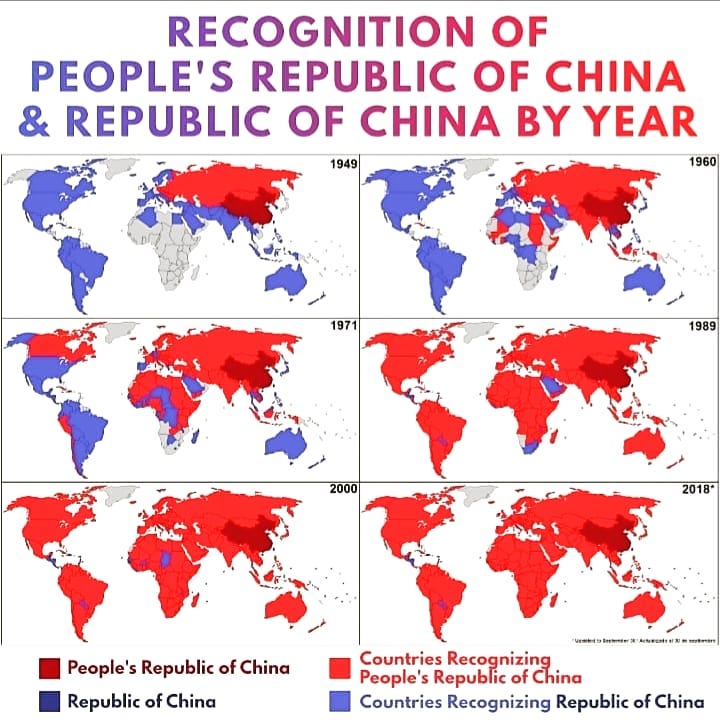 RECOGNITION OF
PEOPLE'S REPUBLIC OF CHINA
& REPUBLIC OF CHINA BY YEAR
1949
1960
1971
1989
2000
2018*
* Updated to September 30 * Actualizado al 30 de septiembre
People's Republic of China
Countries Recognizing
People's Republic of China
Republic of China
Countries Recognizing Republic of China